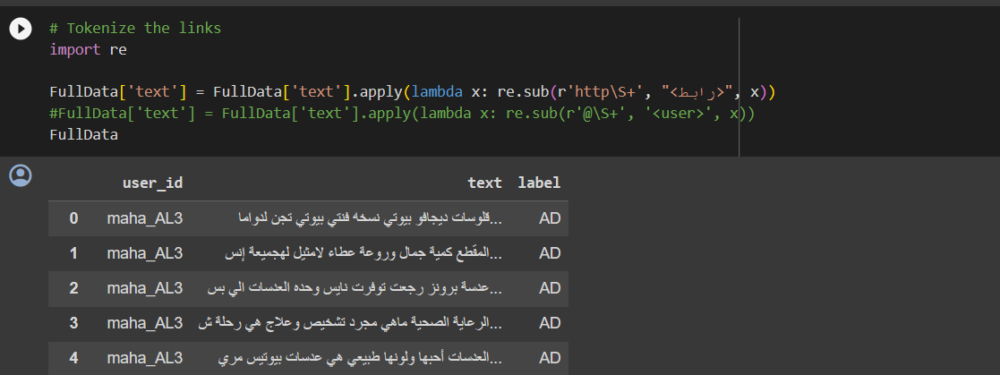 # Tokenize the links
import re
FullData['text'] = FullData['text'].apply(lambda x: re.sub(r'http\S+', "<رابط>", x))
#FullData['text'] = FullData['text'].apply(lambda x: re.sub(r'@\S+', '<user>', x))
FullData
user_id text label
0 maha_AL3 قلوسات ديجافو بيوتي نسخه فنتي بيوتي تجن لدواما... AD
1 maha_AL3 المقطع كمية جمال وروعة عطاء لامثيل لهجميعة إنس... AD
2 maha_AL3 عدسة برونز رجعت توفرت نايس وحده العدسات الي بس... AD
3 maha_AL3 الرعاية الصحية ماهي مجرد تشخيص وعلاج هي رحلة ش... AD
4 maha_AL3 العدسات أحبها ولونها طبيعي هي عدسات بيوتيس مري... AD